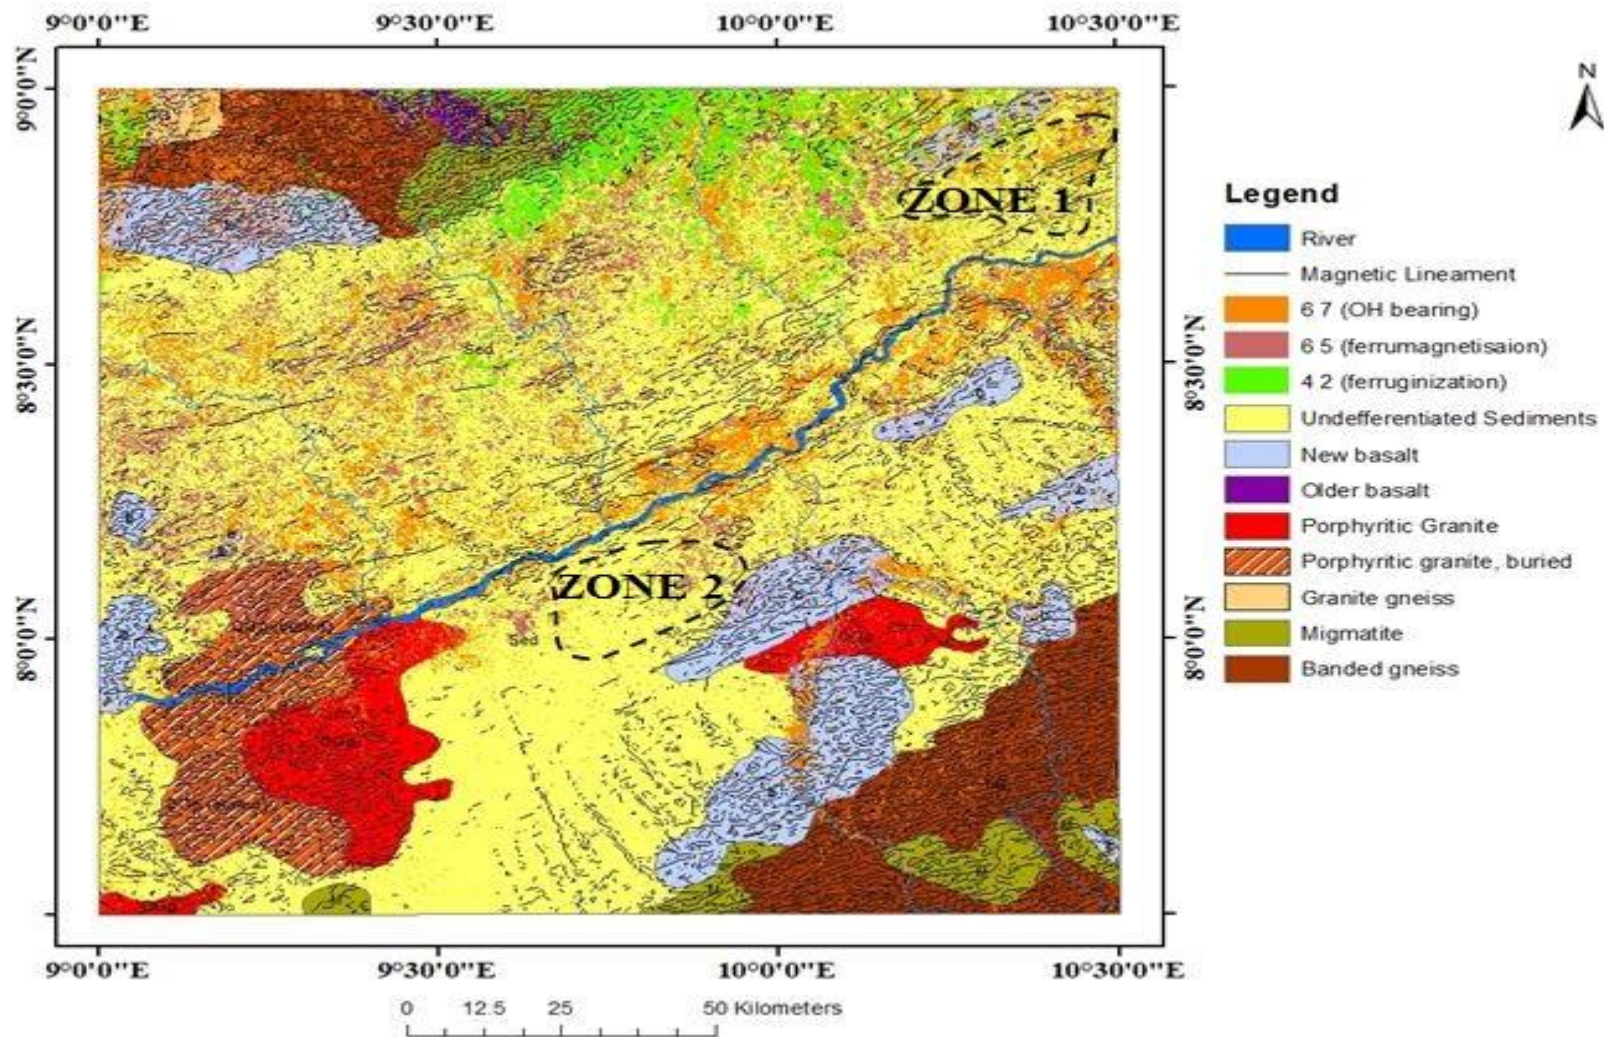 9°0'0"E 9°30'0"E 10°0'0"E 10°30'0"E
N
9°0'0"N
ZONE 1
Legend
River
Magnetic Lineament
6 7 (OH bearing)
6 5 (ferrumagnetisaion)
4 2 (ferruginization)
Undefferentiated Sediments
New basalt
Older basalt
Porphyritic Granite
Porphyritic granite, buried
Granite gneiss
Migmatite
Banded gneiss
Sed
8°30'0"N
8°30'0"N
ZONE 2
Sed
8°0'0"N
8°0'0"N
9°0'0"E 9°30'0"E 10°0'0"E 10°30'0"E
0 12.5 25 50 Kilometers